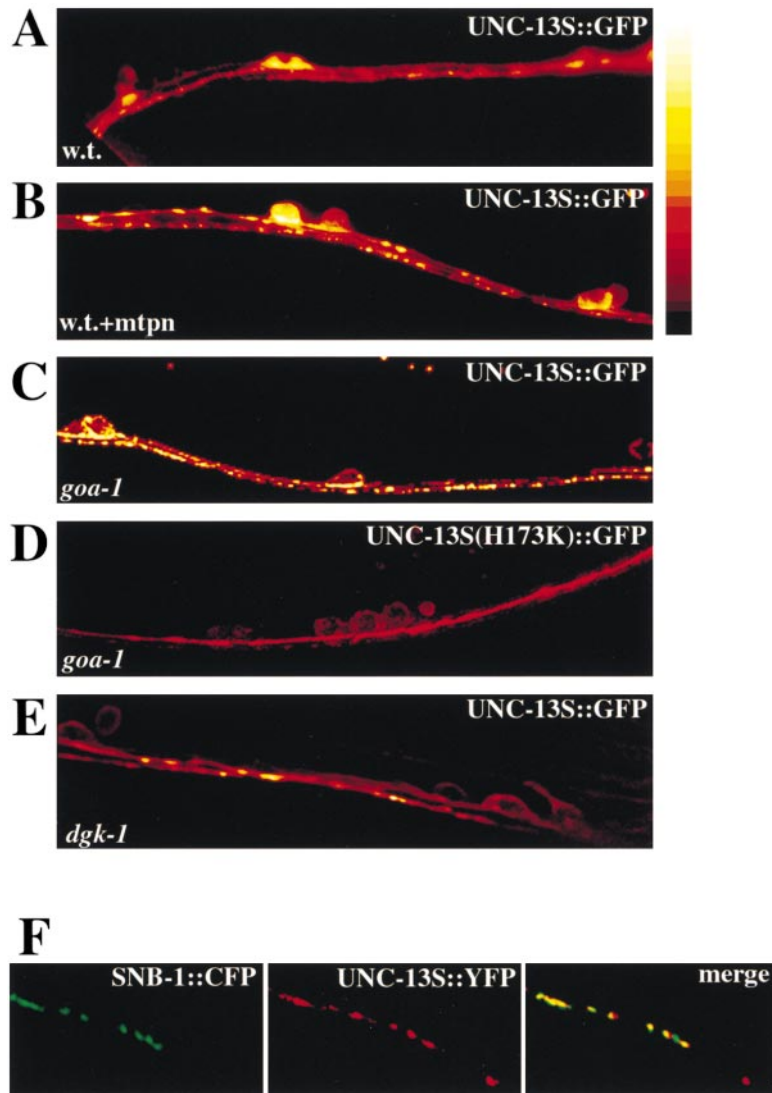 A
UNC-13S::GFP
w.t.
B
UNC-13S::GFP
w.t.+mtpn
C
UNC-13S::GFP
goa-1
D
UNC-13S(H173K)::GFP
goa-1
E
UNC-13S::GFP
dgk-1
F
SNB-1::CFP
UNC-13S::YFP
merge